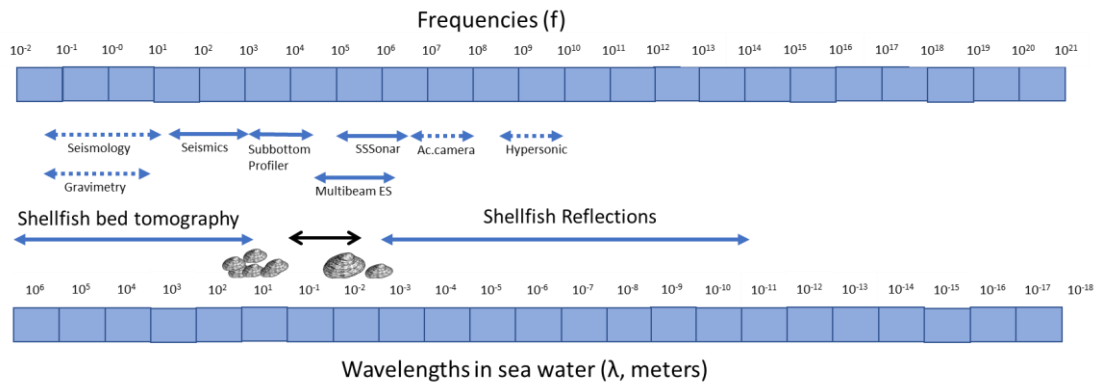 Frequencies (f)
10⁻² 10⁻¹ 10⁻⁰ 10¹ 10² 10³ 10⁴ 10⁵ 10⁶ 10⁷ 10⁸ 10⁹ 10¹⁰ 10¹¹ 10¹² 10¹³ 10¹⁴ 10¹⁵ 10¹⁶ 10¹⁷ 10¹⁸ 10¹⁹ 10²⁰ 10²¹
Seismology Seismics Subbottom SSSonar Ac.camera Hypersonic
Profiler
Gravimetry Multibeam ES
Shellfish bed tomography Shellfish Reflections
10⁶ 10⁵ 10⁴ 10³ 10² 10¹ 10⁻¹ 10⁻² 10⁻³ 10⁻⁴ 10⁻⁵ 10⁻⁶ 10⁻⁷ 10⁻⁸ 10⁻⁹ 10⁻¹⁰ 10⁻¹¹ 10⁻¹² 10⁻¹³ 10⁻¹⁴ 10⁻¹⁵ 10⁻¹⁶ 10⁻¹⁷ 10⁻¹⁸
Wavelengths in sea water (λ, meters)